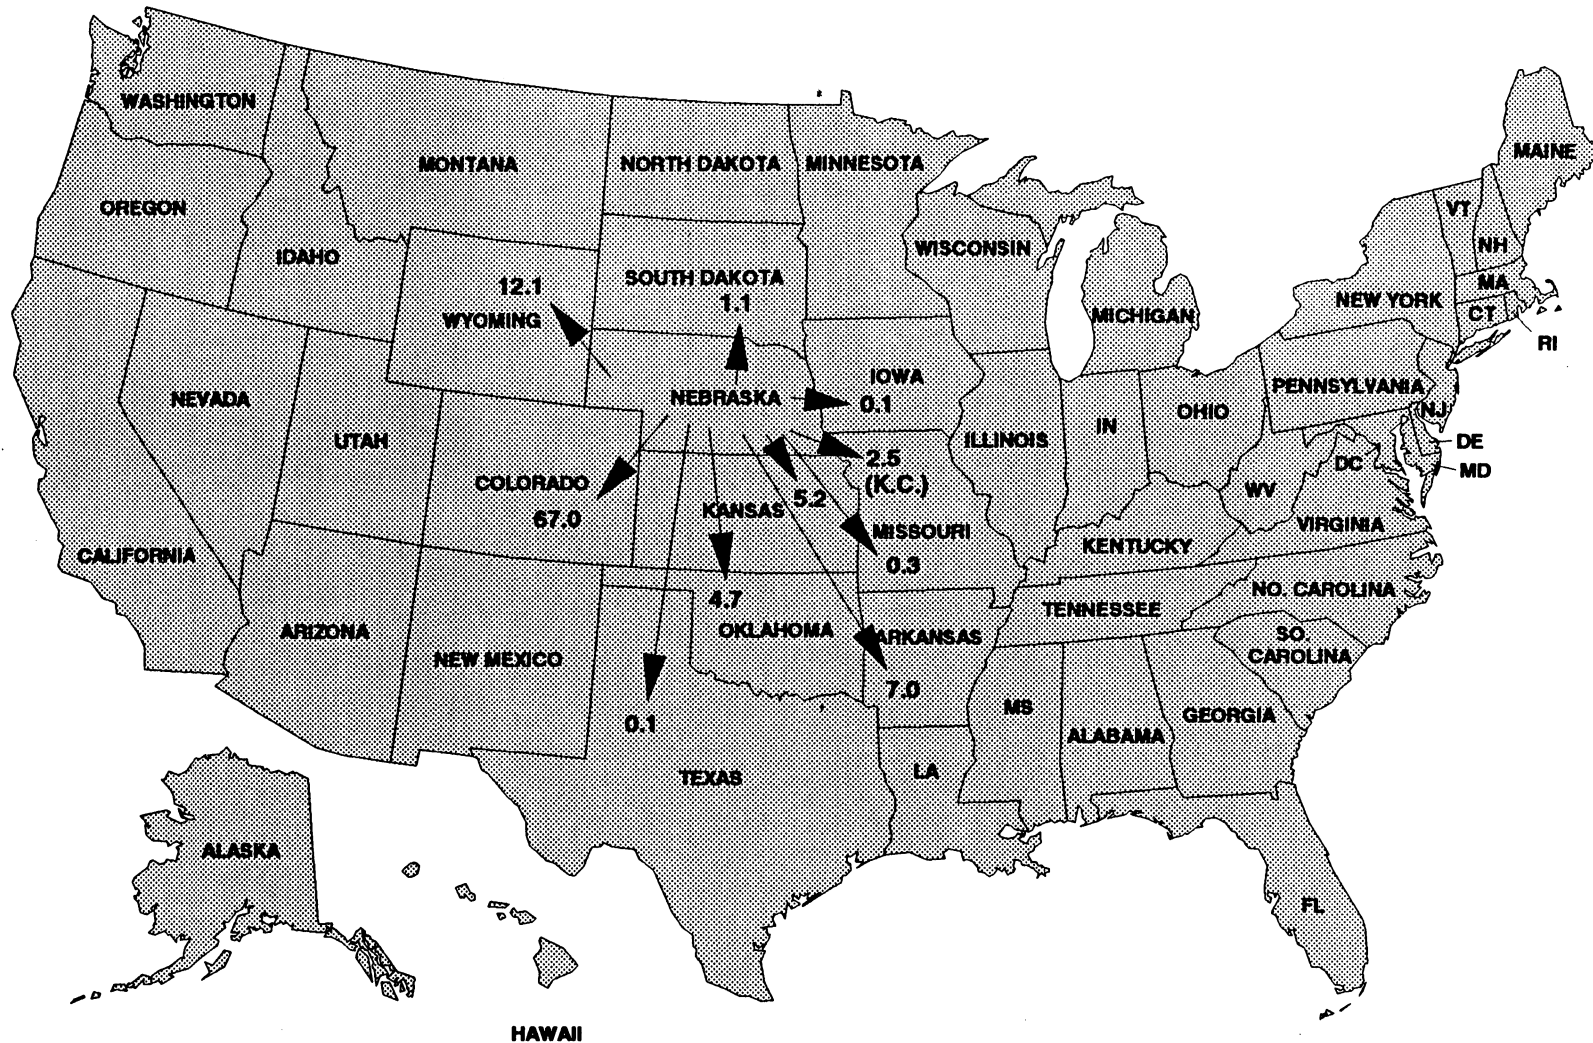 WASHINGTON
MONTANA
NORTH DAKOTA
MINNESOTA
MAINE
OREGON
VT
IDAHO
WISCONSIN
NH
SOUTH DAKOTA
1.1
12.1
WYOMING
MICHIGAN
NEW YORK
MA
CT
RI
NEVADA
NEBRASKA
IOWA
0.1
PENNSYLVANIA
NJ
OHIO
IN
ILLINOIS
UTAH
DE
MD
DC
2.5
(K.C.)
COLORADO
67.0
KANSAS
5.2
WV
MISSOURI
0.3
VIRGINIA
KENTUCKY
CALIFORNIA
4.7
OKLAHOMA
ARKANSAS
7.0
TENNESSEE
NO. CAROLINA
SO.
CAROLINA
ARIZONA
NEW MEXICO
0.1
TEXAS
MS
ALABAMA
GEORGIA
LA
ALASKA
FL
HAWAII